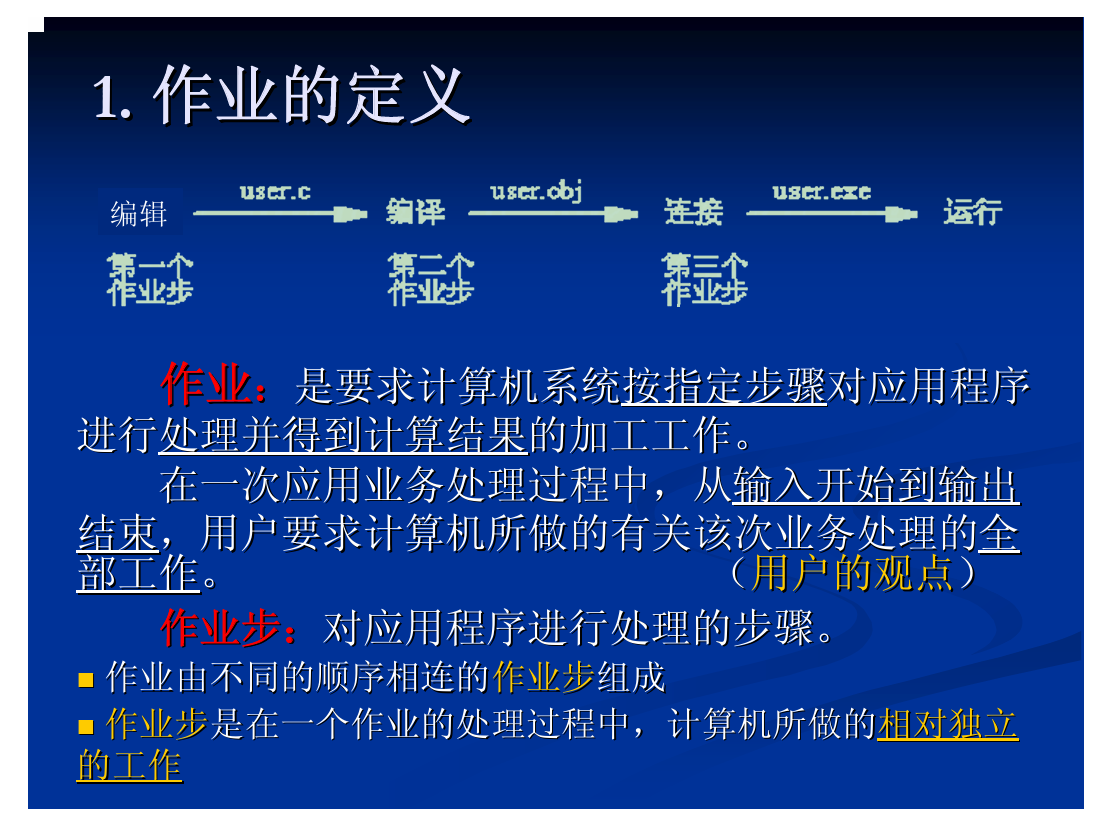 1. 作业的定义
user.c user.obj user.exe
编辑 编译 连接 运行
第一个 第二个 第三个
作业步 作业步 作业步
作业：是要求计算机系统按指定步骤对应用程序
进行处理并得到计算结果的加工工作。
在一次应用业务处理过程中，从输入开始到输出
结束，用户要求计算机所做的有关该次业务处理的全
部工作。 （用户的观点）
作业步：对应用程序进行处理的步骤。
■ 作业由不同的顺序相连的作业步组成
■ 作业步是在一个作业的处理过程中，计算机所做的相对独立
的工作